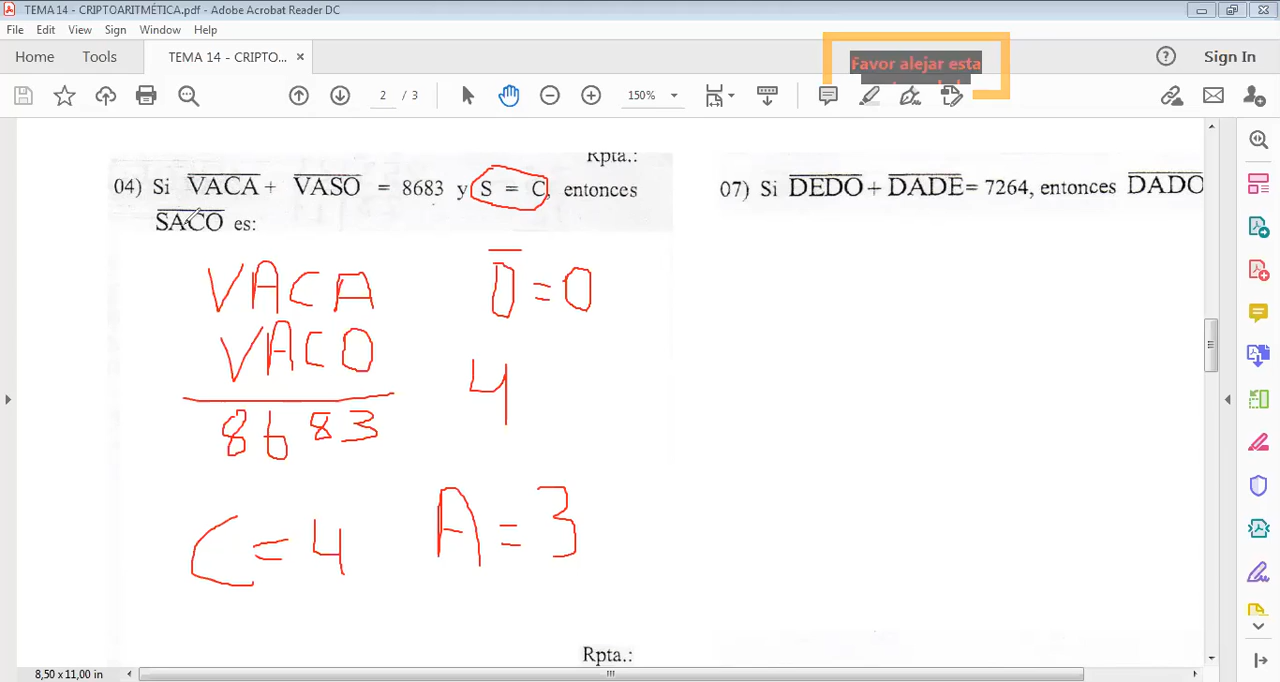 TEMA 14 - CRIPTOARITMÉTICA.pdf - Adobe Acrobat Reader DC
File Edit View Sign Window Help
Home Tools TEMA 14 - CRIPTO... ×
Favor alejar esta
Sign In
2 / 3 150%
Rpta.:
04) Si VACA + VASO = 8683 y S = C, entonces
SACO es:
07) Si DEDO + DADE = 7264, entonces DADO
VACA
VACO
8683
O = 0
4
C = 4
A = 3
Rpta.:
8,50 x 11,00 in